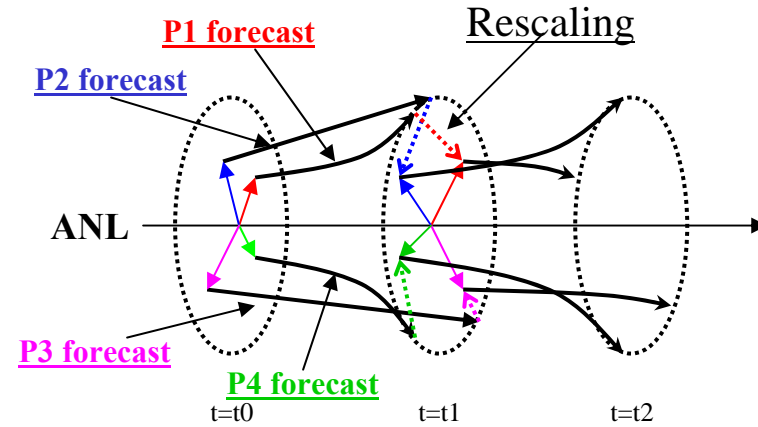 Rescaling
P1 forecast
P2 forecast
ANL
P3 forecast
P4 forecast
t=t0
t=t1
t=t2